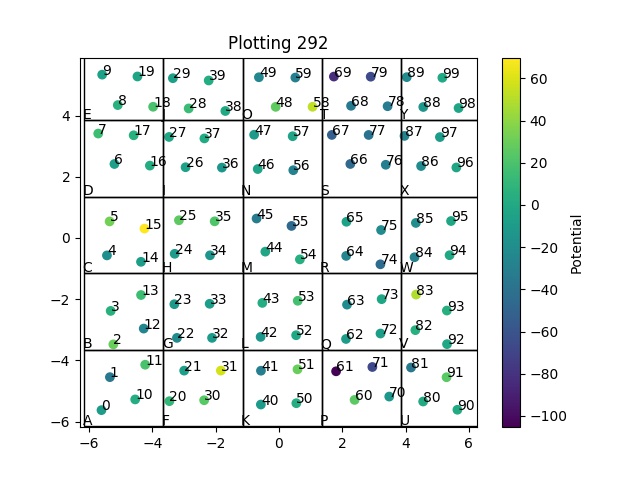 Plotting 292
9 19 29 39 49 59 69 79 89 99
8 18 28 38 48 58 68 78 88 98
E J O T Y
7 17 27 37 47 57 67 77 87 97
6 16 26 36 46 56 66 76 86 96
D I N S X
5 15 25 35 45 55 65 75 85 95
4 14 24 34 44 54 64 74 84 94
C H M R W
3 13 23 33 43 53 63 73 83 93
2 12 22 32 42 52 62 72 82 92
B G L Q V
1 11 21 31 41 51 61 71 81 91
0 10 20 30 40 50 60 70 80 90
A F K P U
4
2
0
−2
−4
−6
−6 −4 −2 0 2 4 6
60
40
20
0
−20
−40
−60
−80
−100
Potential